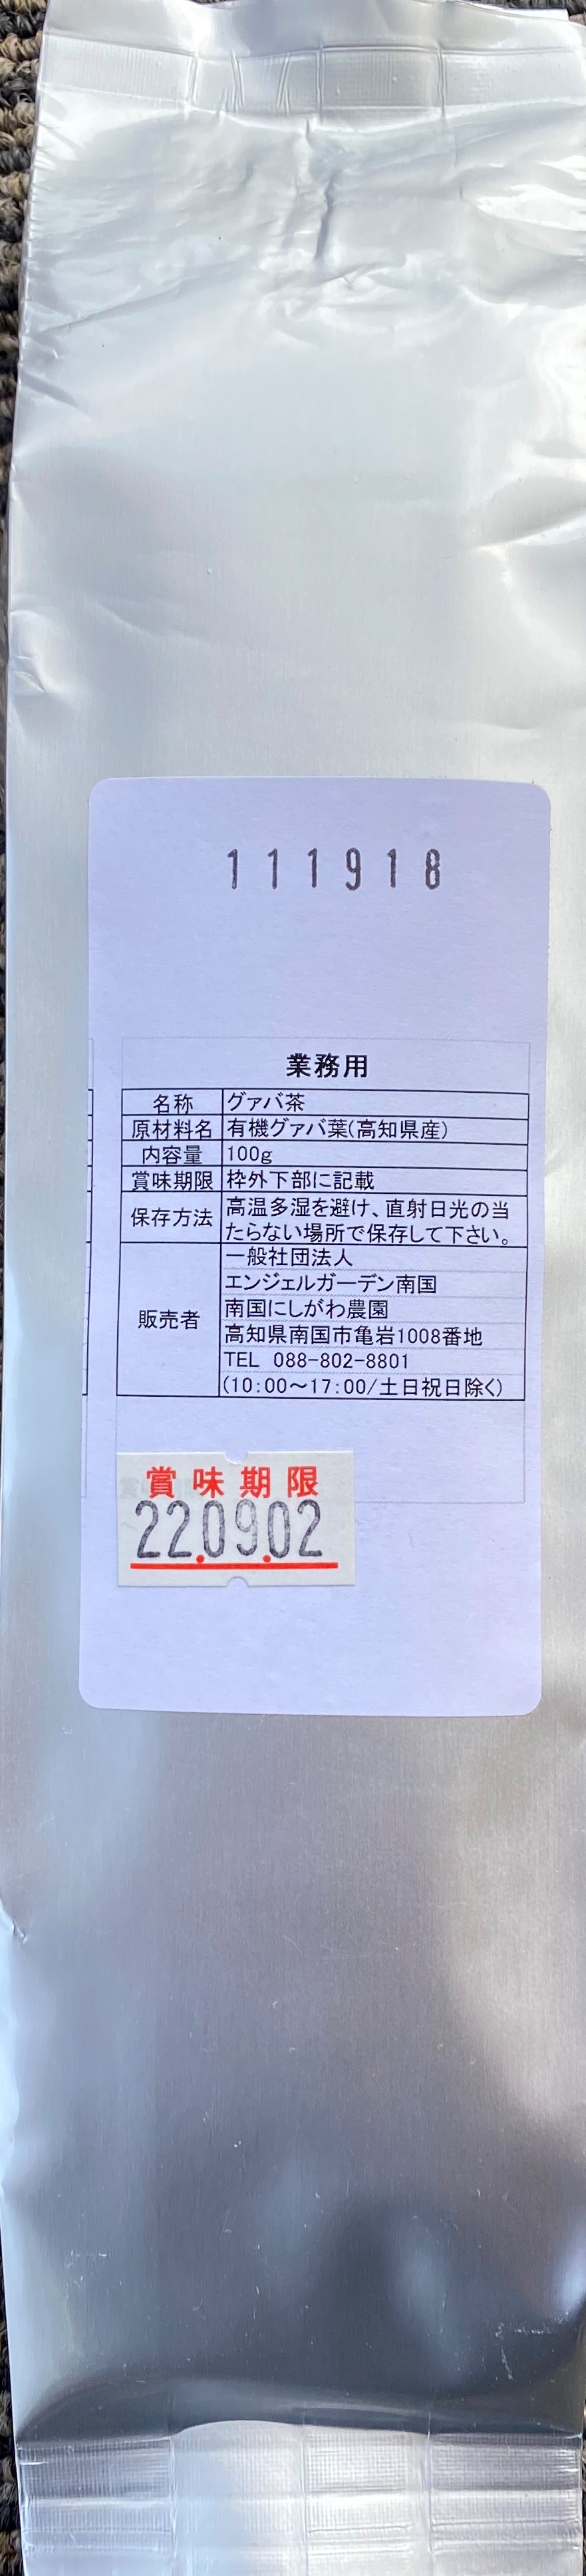 111918
業務用
名称 グァバ茶
原材料名 有機グァバ葉(高知県産)
内容量 100g
賞味期限 枠外下部に記載
保存方法 高温多湿を避け、直射日光の当
たらない場所で保存して下さい。
販売者 一般社団法人
エンジェルガーデン南国
南国にしがわ農園
高知県南国市亀岩1008番地
TEL 088-802-8801
(10:00～17:00/土日祝日除く)
賞味期限
22.09.02